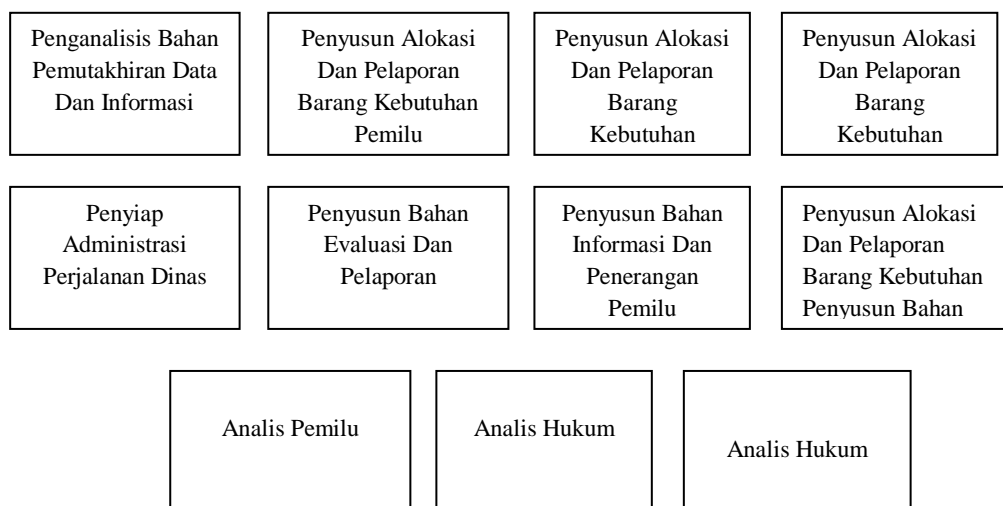 Penganalisis Bahan
Pemutakhiran Data
Dan Informasi
Penyusun Alokasi
Dan Pelaporan
Barang Kebutuhan
Pemilu
Penyusun Alokasi
Dan Pelaporan
Barang
Kebutuhan
Penyusun Alokasi
Dan Pelaporan
Barang
Kebutuhan
Penyiap
Administrasi
Perjalanan Dinas
Penyusun Bahan
Evaluasi Dan
Pelaporan
Penyusun Bahan
Informasi Dan
Penerangan
Pemilu
Penyusun Alokasi
Dan Pelaporan
Barang Kebutuhan
Penyusun Bahan
Analis Pemilu
Analis Hukum
Analis Hukum